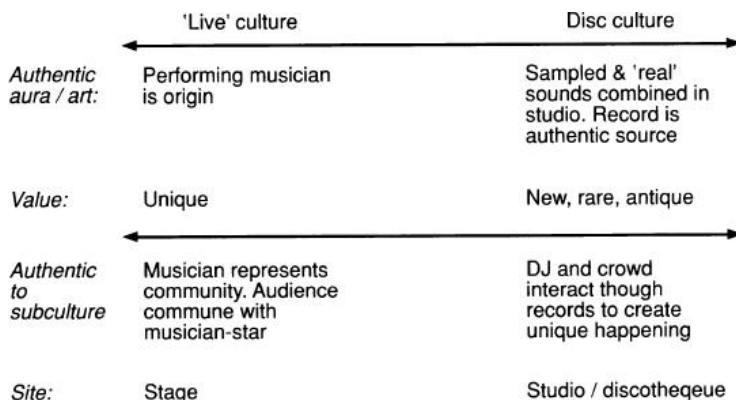 'Live' culture Disc culture
Authentic Performing musician Sampled & 'real'
aura / art: is origin sounds combined in
studio. Record is
authentic source
Value: Unique New, rare, antique
Authentic Musician represents DJ and crowd
to community. Audience interact though
subculture commune with records to create
musician-star unique happening
Site: Stage Studio / discotheqeue